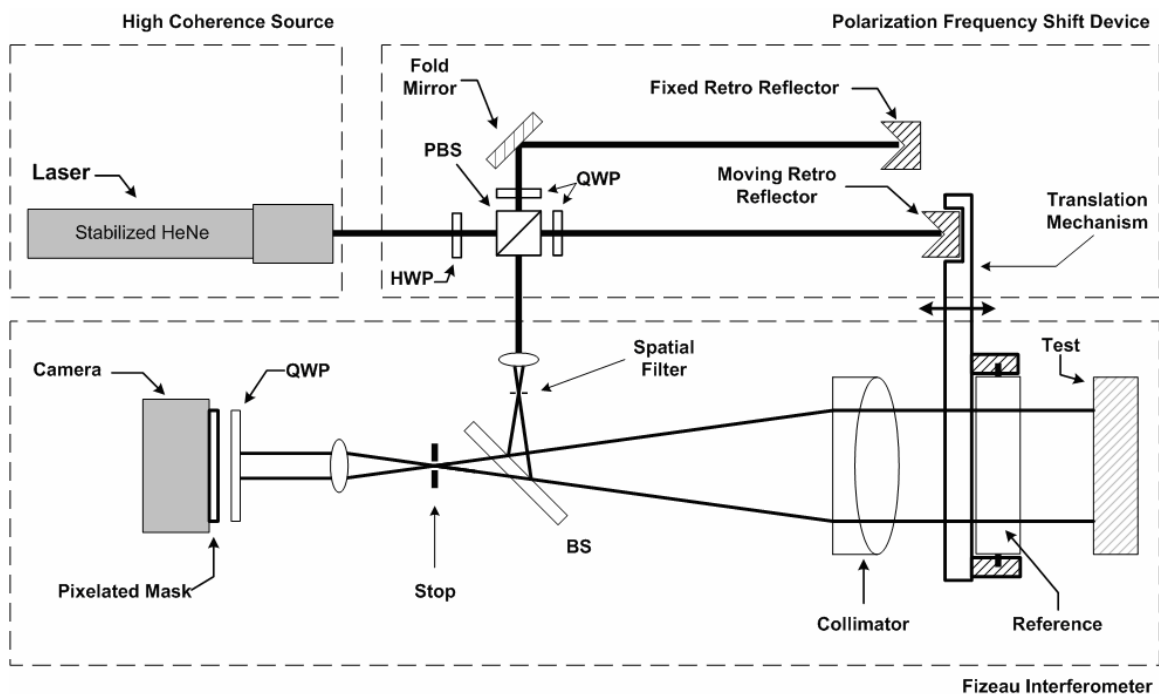 High Coherence Source
Polarization Frequency Shift Device
Fold
Mirror
Fixed Retro Reflector
PBS
QWP
Moving Retro
Reflector
Laser
Translation
Mechanism
Stabilized HeNe
HWP
Spatial
Filter
Test
Camera
QWP
BS
Pixelated Mask
Stop
Collimator
Reference
Fizeau Interferometer